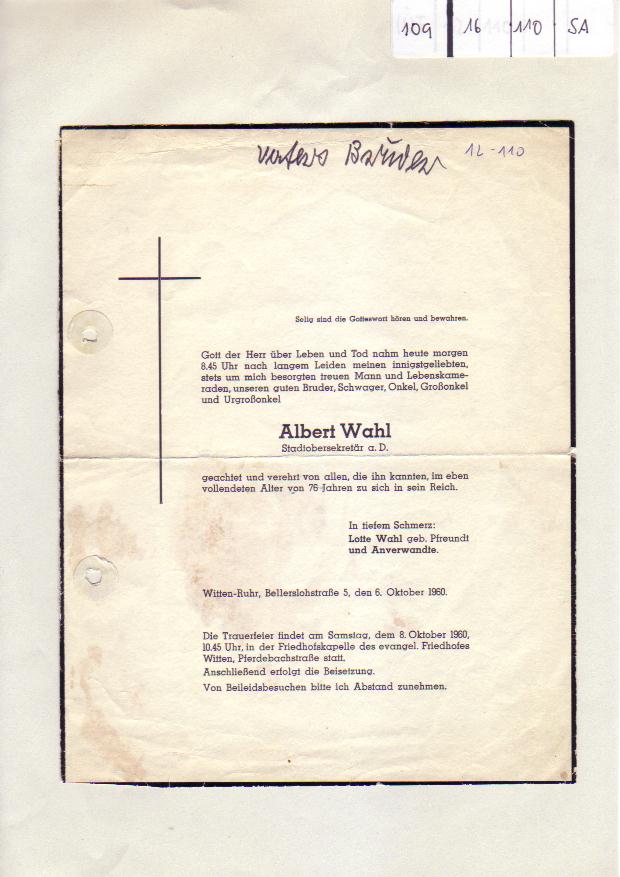 109 16 110 SA
Vaters Brüder 12-110
Selig sind die Gotteswort hören und bewahren.
Gott der Herr über Leben und Tod nahm heute morgen
8.45 Uhr nach langem Leiden meinen innigstgeliebten,
stets um mich besorgten treuen Mann und Lebenskame-
raden, unseren guten Bruder, Schwager, Onkel, Großonkel
und Urgroßonkel
Albert Wahl
Stadtobersekretär a. D.
geachtet und verehrt von allen, die ihn kannten, im eben
vollendeten Alter von 76 Jahren zu sich in sein Reich.
In tiefem Schmerz:
Lotte Wahl geb. Pfreundt
und Anverwandte.
Witten-Ruhr, Bellerslohstraße 5, den 6. Oktober 1960.
Die Trauerfeier findet am Samstag, dem 8. Oktober 1960,
10.45 Uhr, in der Friedhofskapelle des evangel. Friedhofes
Witten, Pferdebachstraße statt.
Anschließend erfolgt die Beisetzung.
Von Beileidsbesuchen bitte ich Abstand zunehmen.